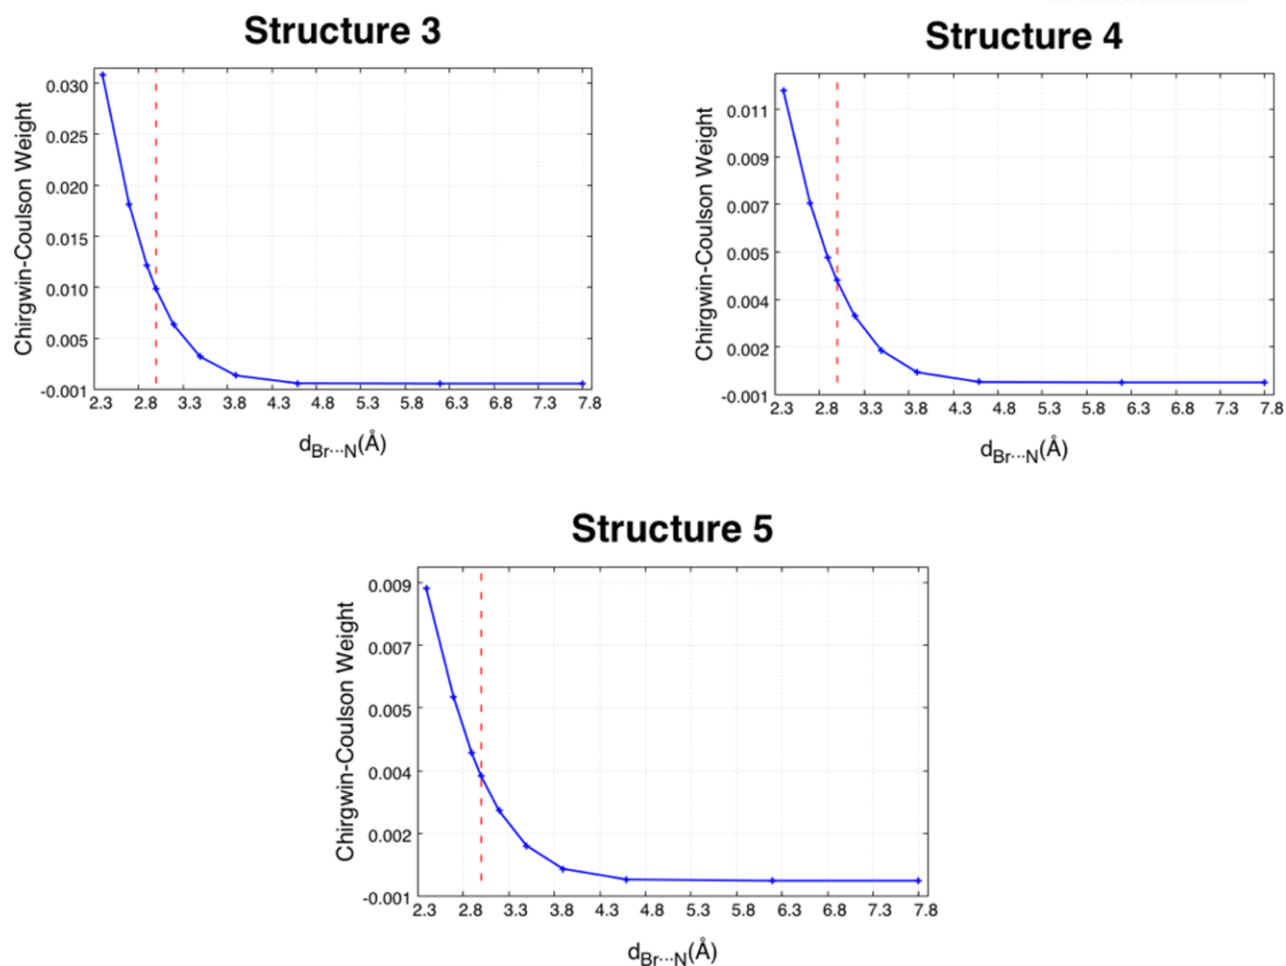 Structure 3
Chirgwin-Coulson Weight
0.030
0.025
0.020
0.015
0.010
0.005
-0.001
2.3 2.8 3.3 3.8 4.3 4.8 5.3 5.8 6.3 6.8 7.3 7.8
dBr···N(Å)
Structure 4
Chirgwin-Coulson Weight
0.011
0.009
0.007
0.005
0.004
0.002
-0.001
2.3 2.8 3.3 3.8 4.3 4.8 5.3 5.8 6.3 6.8 7.3 7.8
dBr···N(Å)
Structure 5
Chirgwin-Coulson Weight
0.009
0.007
0.005
0.004
0.002
-0.001
2.3 2.8 3.3 3.8 4.3 4.8 5.3 5.8 6.3 6.8 7.3 7.8
dBr···N(Å)